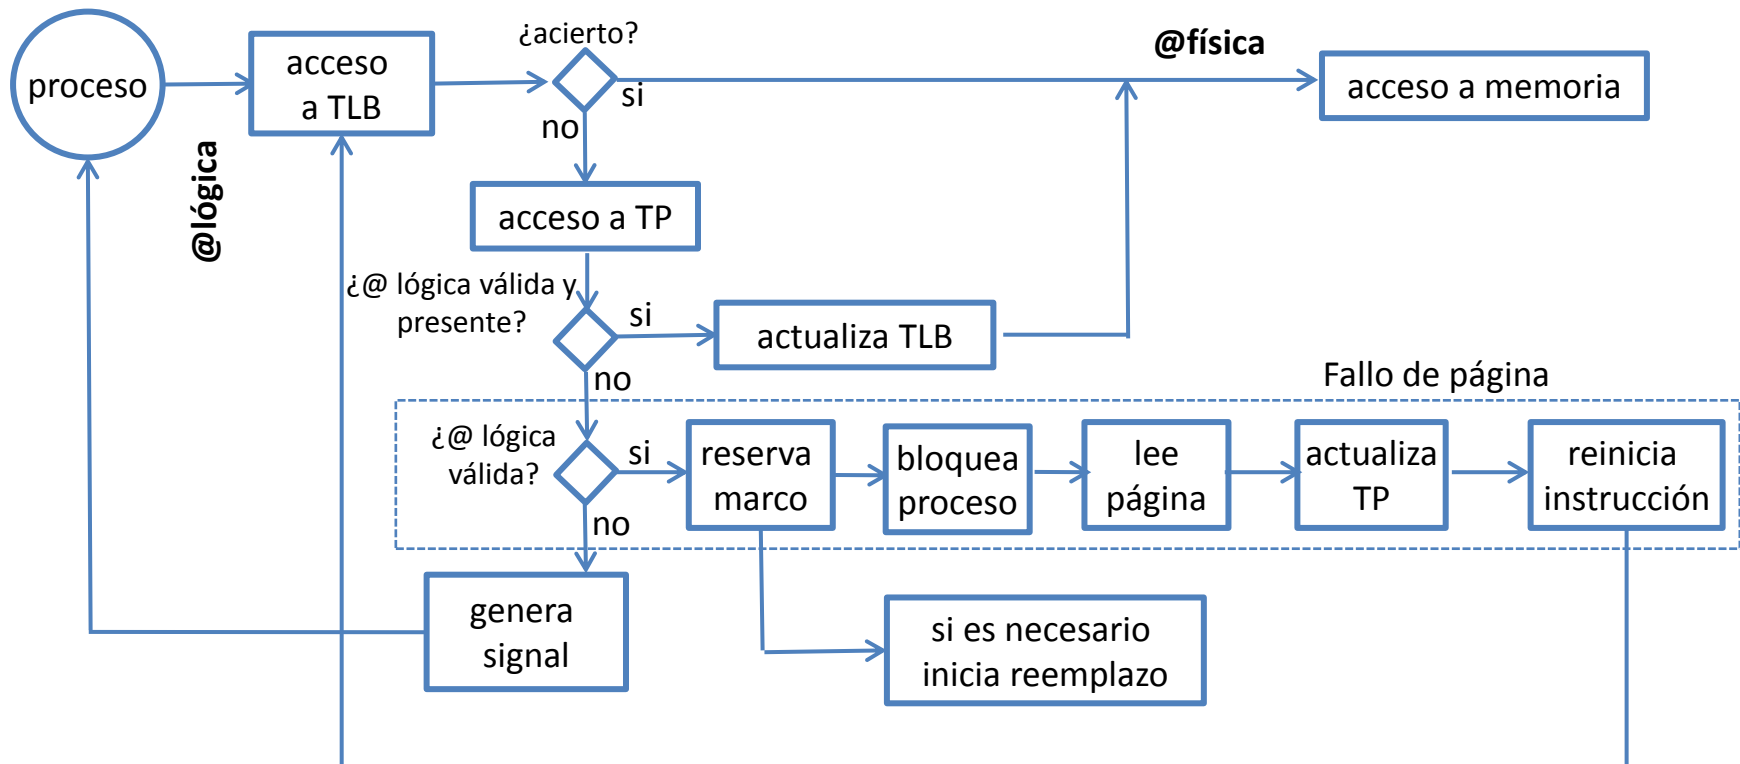 proceso
@lógica
acceso
a TLB
¿acierto?
si
no
@física
acceso a memoria
acceso a TP
¿@ lógica válida y
presente?
si
no
actualiza TLB
Fallo de página
¿@ lógica
válida?
si
no
reserva
marco
bloquea
proceso
lee
página
actualiza
TP
reinicia
instrucción
genera
signal
si es necesario
inicia reemplazo